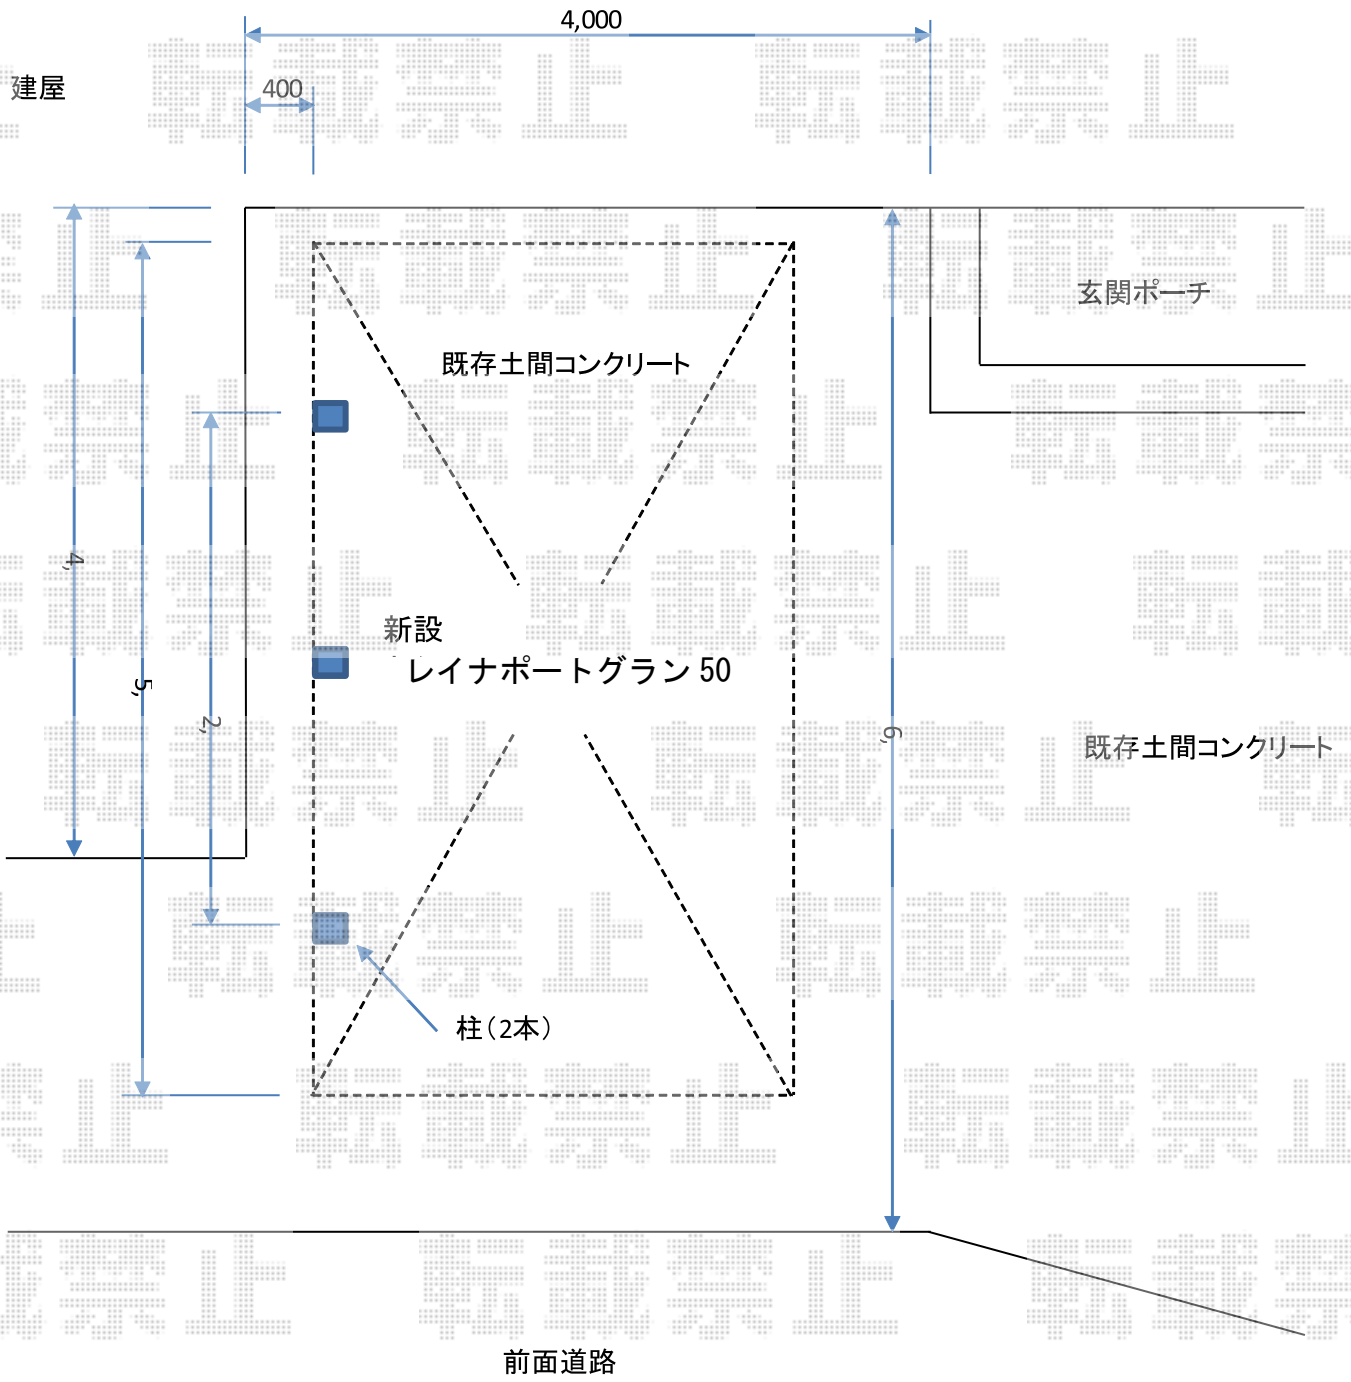 4,000
建屋
400
玄関ポーチ
既存土間コンクリート
4,
新設
レイナポートグラン 50
5,
2,
6,
既存土間コンクリート
柱（2本）
前面道路
転載禁止